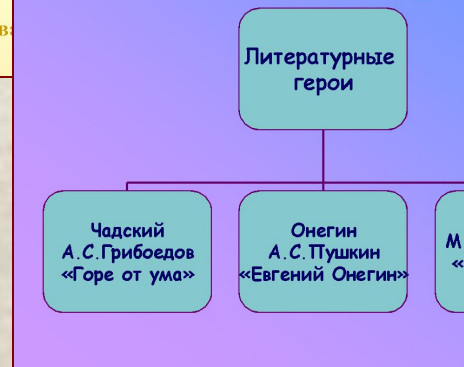 Литературные
герои
Чадский
А.С.Грибоедов
«Горе от ума»
Онегин
А.С.Пушкин
«Евгений Онегин»
М
«